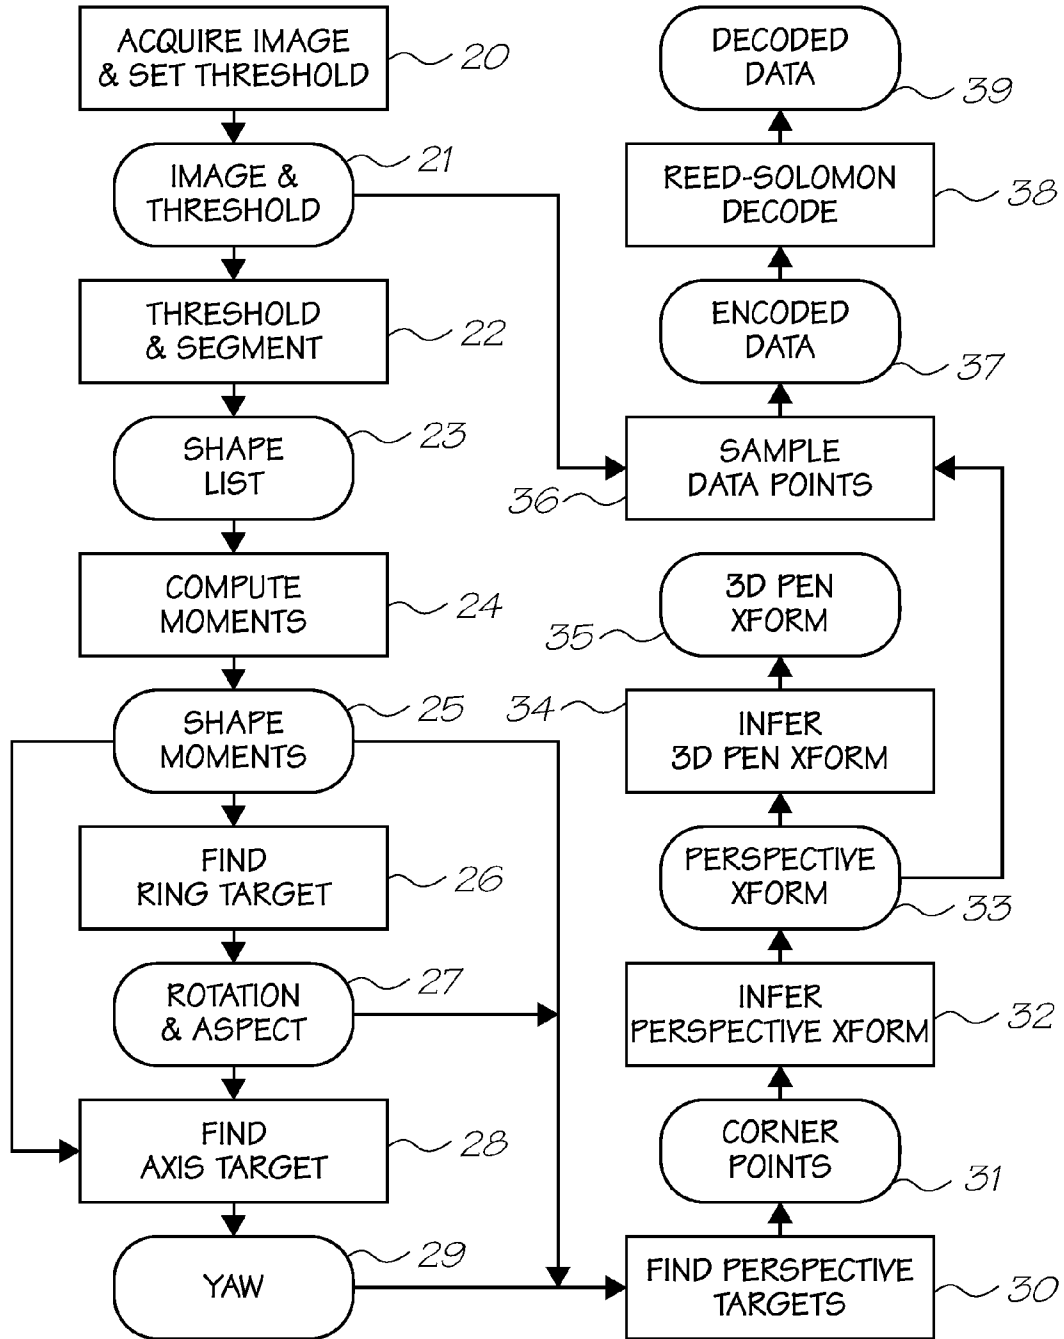 ACQUIRE IMAGE
& SET THRESHOLD
20
IMAGE &
THRESHOLD
21
THRESHOLD
& SEGMENT
22
SHAPE
LIST
23
COMPUTE
MOMENTS
24
SHAPE
MOMENTS
25
FIND
RING TARGET
26
ROTATION
& ASPECT
27
FIND
AXIS TARGET
28
YAW
29
DECODED
DATA
39
REED-SOLOMON
DECODE
38
ENCODED
DATA
37
SAMPLE
DATA POINTS
36
3D PEN
XFORM
35
34
INFER
3D PEN XFORM
PERSPECTIVE
XFORM
33
INFER
PERSPECTIVE XFORM
32
CORNER
POINTS
31
FIND PERSPECTIVE
TARGETS
30